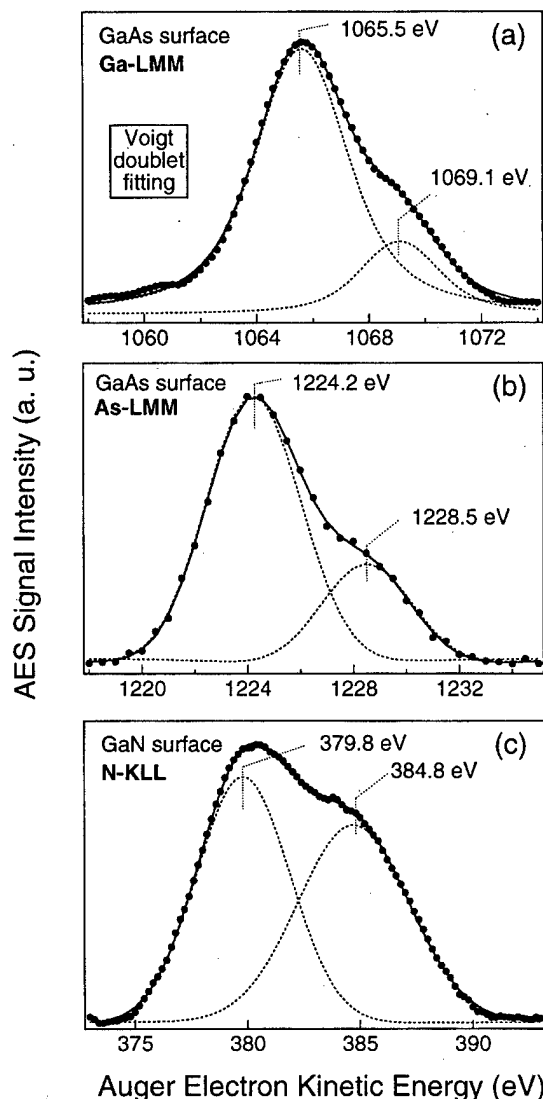 GaAs surface
Ga-LMM
1065.5 eV
(a)
Voigt
doublet
fitting
1069.1 eV
1060
1064
1068
1072
GaAs surface
As-LMM
1224.2 eV
(b)
1228.5 eV
1220
1224
1228
1232
GaN surface
N-KLL
379.8 eV
(c)
384.8 eV
375
380
385
390
AES Signal Intensity (a. u.)
Auger Electron Kinetic Energy (eV)